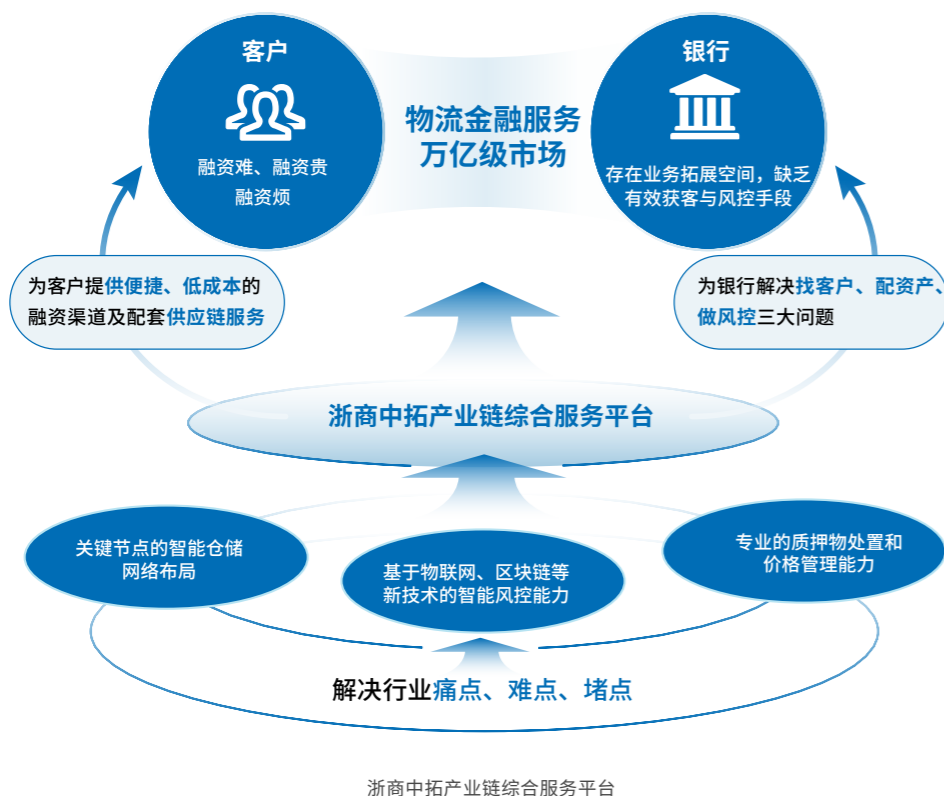 客户
融资难、融资贵
融资烦
物流金融服务
万亿级市场
银行
存在业务拓展空间，缺乏
有效获客与风控手段
为客户提供便捷、低成本的
融资渠道及配套供应链服务
为银行解决找客户、配资产、
做风控三大问题
浙商中拓产业链综合服务平台
关键节点的智能仓储
网络布局
基于物联网、区块链等
新技术的智能风控能力
专业的质押物处置和
价格管理能力
解决行业痛点、难点、堵点
浙商中拓产业链综合服务平台